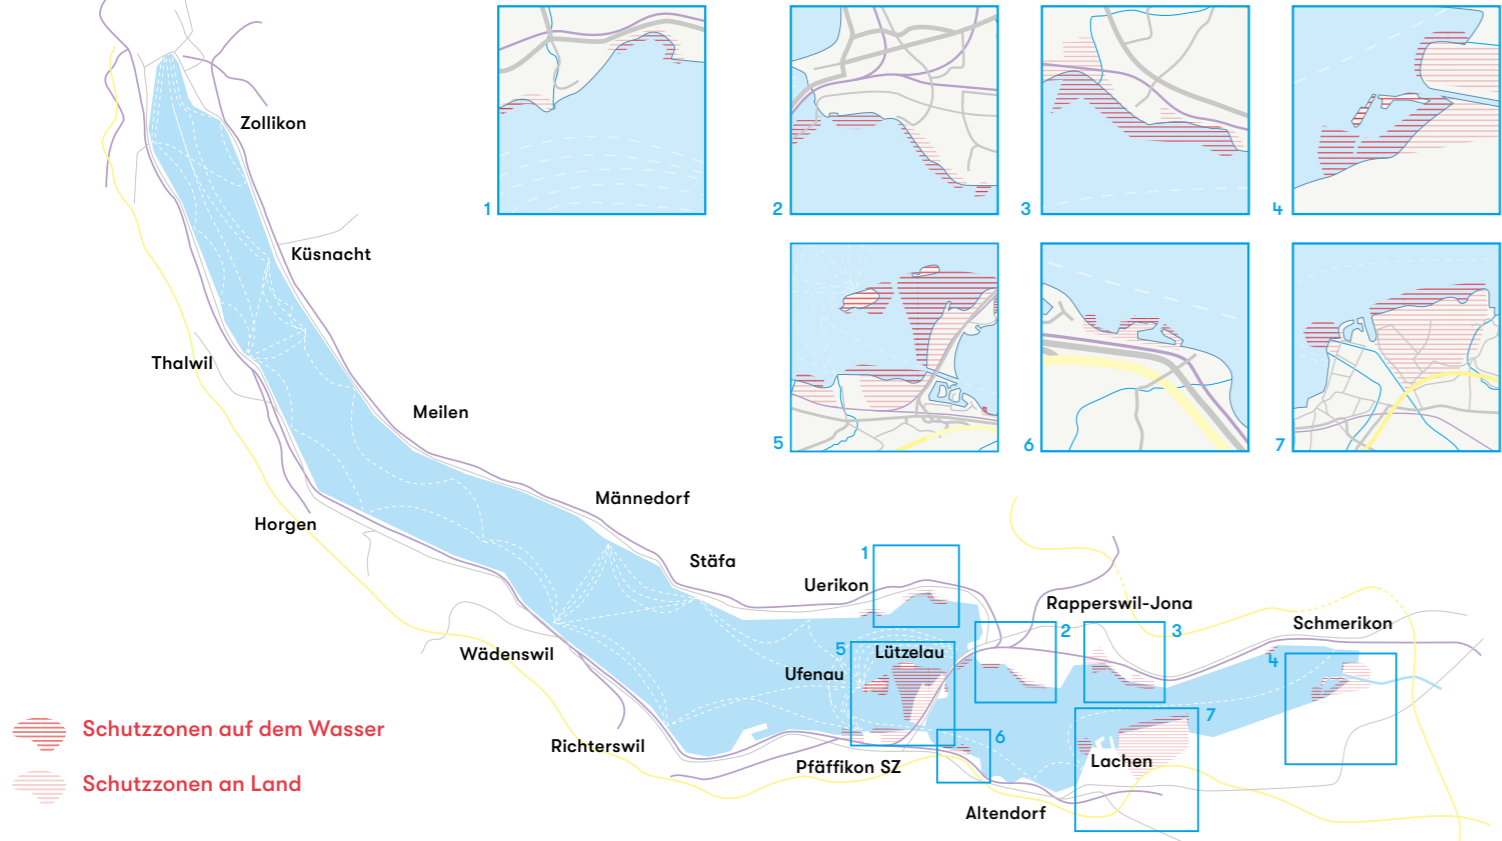 1
2
3
4
5
6
7
Zollikon
Küsnacht
Thalwil
Meilen
Männedorf
Horgen
Stäfa
1
Uerikon
Rapperswil-Jona
2
3
Schmerikon
Wädenswil
5
Lützelau
4
Ufenau
7
Schutzzonen auf dem Wasser
6
Richterswil
Pfäffikon SZ
Lachen
Schutzzonen an Land
Altendorf